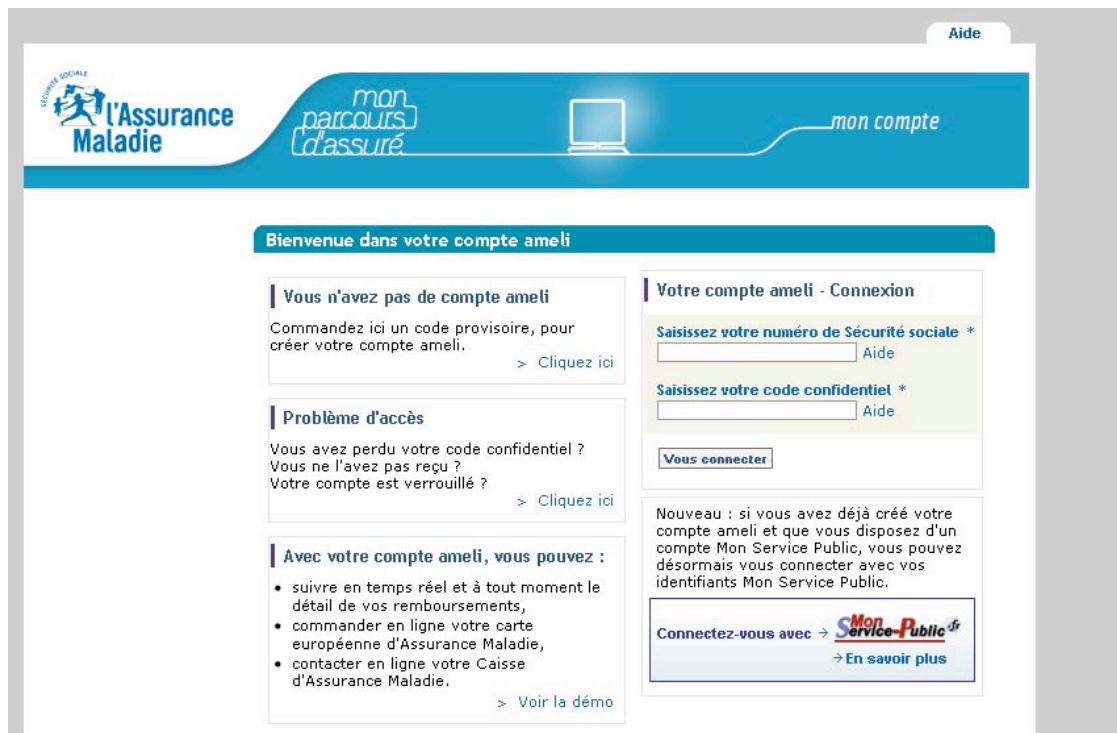 Aide
SÉCURITÉ SOCIALE
l'Assurance
Maladie
mon
parcours
d'assuré
mon compte
Bienvenue dans votre compte ameli
Vous n'avez pas de compte ameli
Commandez ici un code provisoire, pour
créer votre compte ameli.
> Cliquez ici
Problème d'accès
Vous avez perdu votre code confidentiel ?
Vous ne l'avez pas reçu ?
Votre compte est verrouillé ?
> Cliquez ici
Avec votre compte ameli, vous pouvez :
• suivre en temps réel et à tout moment le
détail de vos remboursements,
• commander en ligne votre carte
européenne d'Assurance Maladie,
• contacter en ligne votre Caisse
d'Assurance Maladie.
> Voir la démo
Votre compte ameli - Connexion
Saisissez votre numéro de Sécurité sociale *
Aide
Saisissez votre code confidentiel *
Aide
Vous connecter
Nouveau : si vous avez déjà créé votre
compte ameli et que vous disposez d'un
compte Mon Service Public, vous pouvez
désormais vous connecter avec vos
identifiants Mon Service Public.
Connectez-vous avec → Mon Service-Public.fr
→ En savoir plus